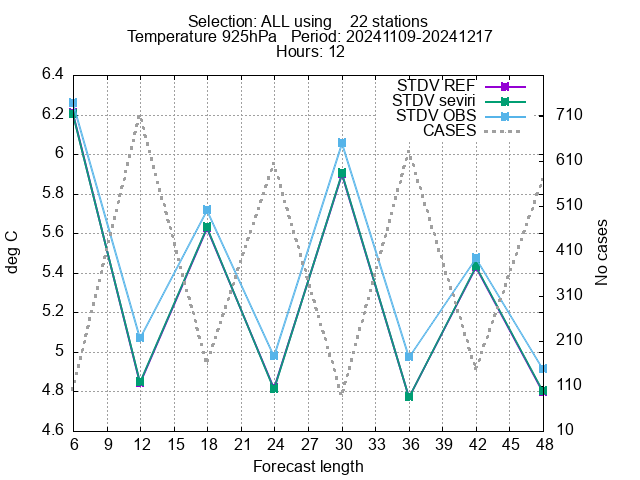 Selection: ALL using    22 stations
Temperature 925hPa   Period: 20241109-20241217
Hours: 12
STDV REF
STDV seviri
STDV OBS
CASES
deg C
6.4
6.2
6
5.8
5.6
5.4
5.2
5
4.8
4.6
No cases
710
610
510
410
310
210
110
10
6 9 12 15 18 21 24 27 30 33 36 39 42 45 48
Forecast length